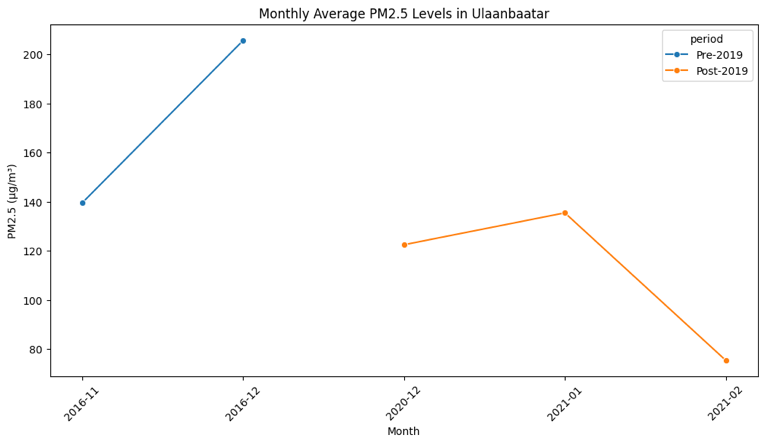 Monthly Average PM2.5 Levels in Ulaanbaatar
period
Pre-2019
Post-2019
PM2.5 (µg/m³)
200
180
160
140
120
100
80
2016-11
2016-12
2020-12
2021-01
2021-02
Month